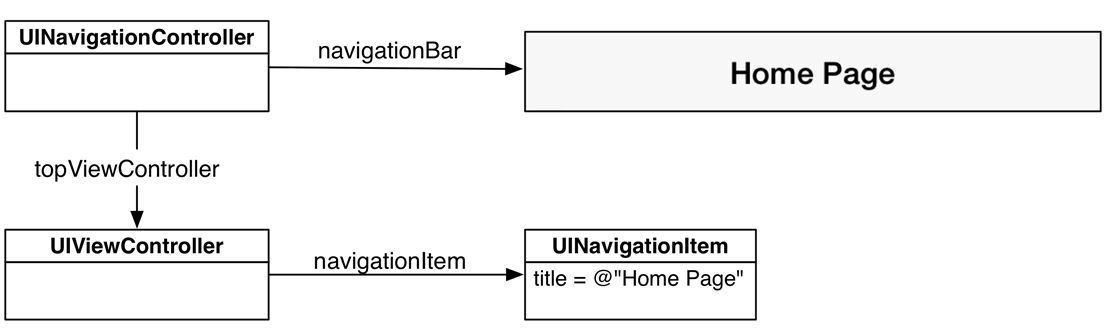 UINavigationController
navigationBar
Home Page
topViewController
UIViewController
navigationItem
UINavigationItem
title = @"Home Page"